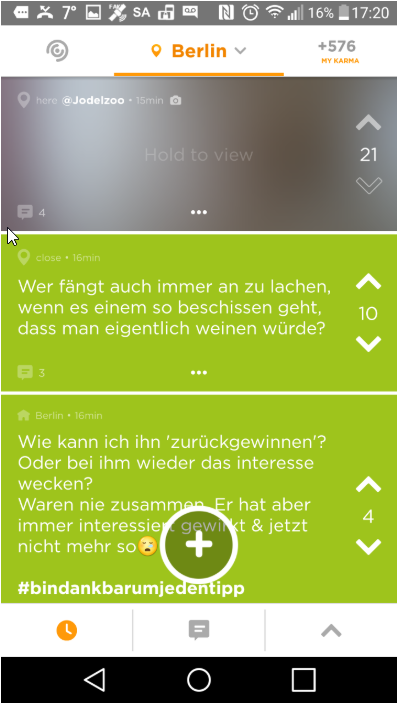 7° SA N 16% 17:20
Berlin +576
MY KARMA
here @Jodelzoo • 15min
Hold to view
21
4
close • 16min
Wer fängt auch immer an zu lachen,
wenn es einem so beschissen geht,
dass man eigentlich weinen würde?
10
3
Berlin • 16min
Wie kann ich ihn 'zurückgewinnen'?
Oder bei ihm wieder das interesse
wecken?
Waren nie zusammen. Er hat aber
immer interessiert gewirkt & jetzt
nicht mehr so😥
4
#bindankbarumjedentipp